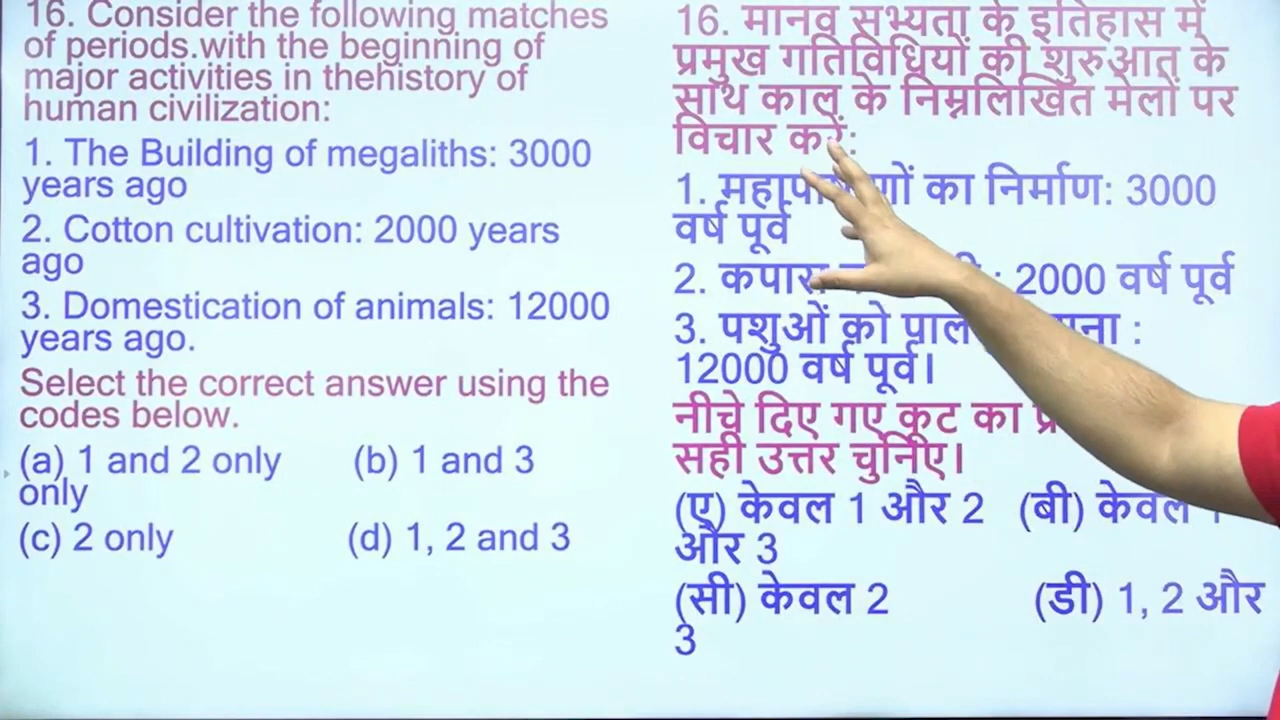 16. Consider the following matches
of periods.with the beginning of
major activities in thehistory of
human civilization:
1. The Building of megaliths: 3000
years ago
2. Cotton cultivation: 2000 years
ago
3. Domestication of animals: 12000
years ago.
Select the correct answer using the
codes below.
(a) 1 and 2 only (b) 1 and 3
only
(c) 2 only (d) 1, 2 and 3
16. मानव सभ्यता के इतिहास में
प्रमुख गतिविधियों की शुरुआत के
साथ काल के निम्नलिखित मेलों पर
विचार करें:
1. का निर्माण: 3000
वर्ष पूर्व
2. : 2000 वर्ष पूर्व
3. पशुओं को :
12000 वर्ष पूर्व।
नीचे दिए गए कूट का
सही उत्तर चुनिए।
(ए) केवल 1 और 2 (बी) केवल
और 3
(सी) केवल 2 (डी) 1, 2 और
3